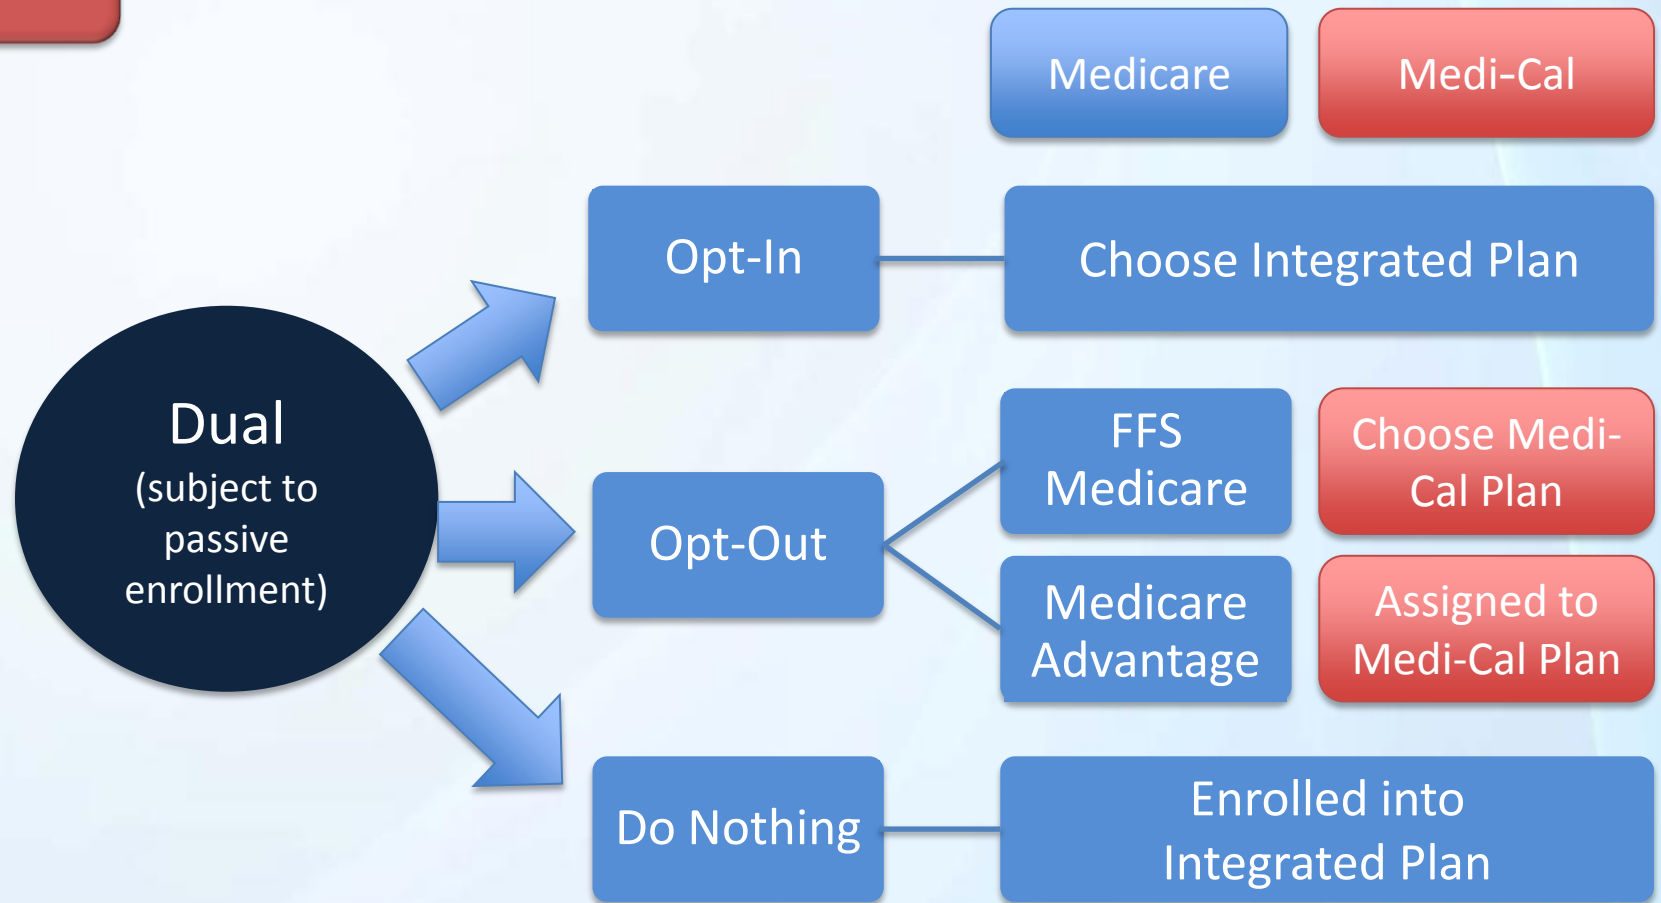 Medicare
Medi-Cal
Opt-In
Choose Integrated Plan
Dual
(subject to
passive
enrollment)
Opt-Out
FFS
Medicare
Choose Medi-
Cal Plan
Medicare
Advantage
Assigned to
Medi-Cal Plan
Do Nothing
Enrolled into
Integrated Plan